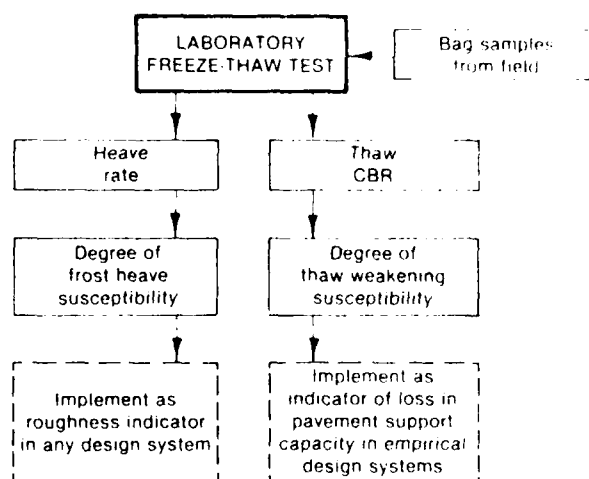 LABORATORY
FREEZE-THAW TEST
Bag samples
from field
Heave
rate
Thaw
CBR
Degree of
frost heave
susceptibility
Degree of
thaw weakening
susceptibility
Implement as
roughness indicator
in any design system
Implement as
indicator of loss in
pavement support
capacity in empirical
design systems